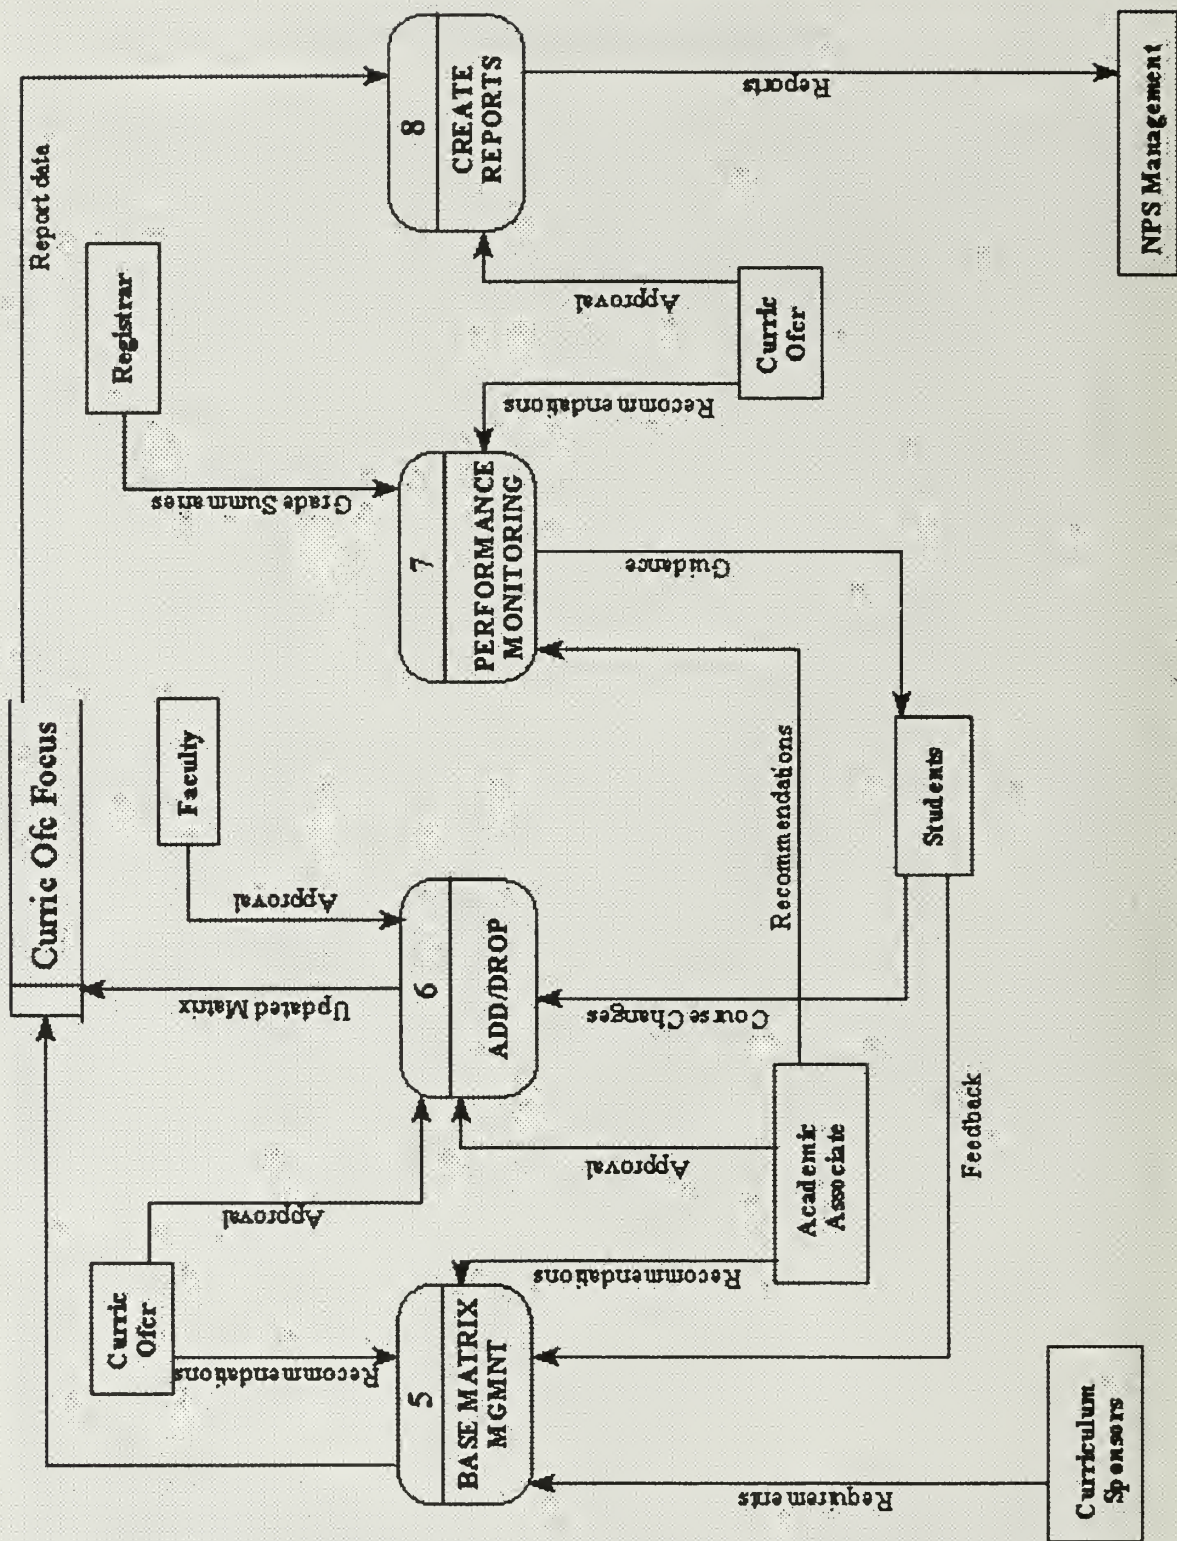 Curric Ofc Focus
Report data
Registrar
Faculty
Curric
Ofcr
Grade Summaries
Approval
Updated Matrix
Approval
Recommendations
5
BASE MATRIX
MGMNT
6
ADD/DROP
7
PERFORMANCE
MONITORING
8
CREATE
REPORTS
Recommendations
Approval
Course Changes
Recommendations
Guidance
Recommendations
Approval
Reports
Curric
Ofcr
Academic
Associate
Students
Requirements
Feedback
Curriculum
Sponsors
NPS Management